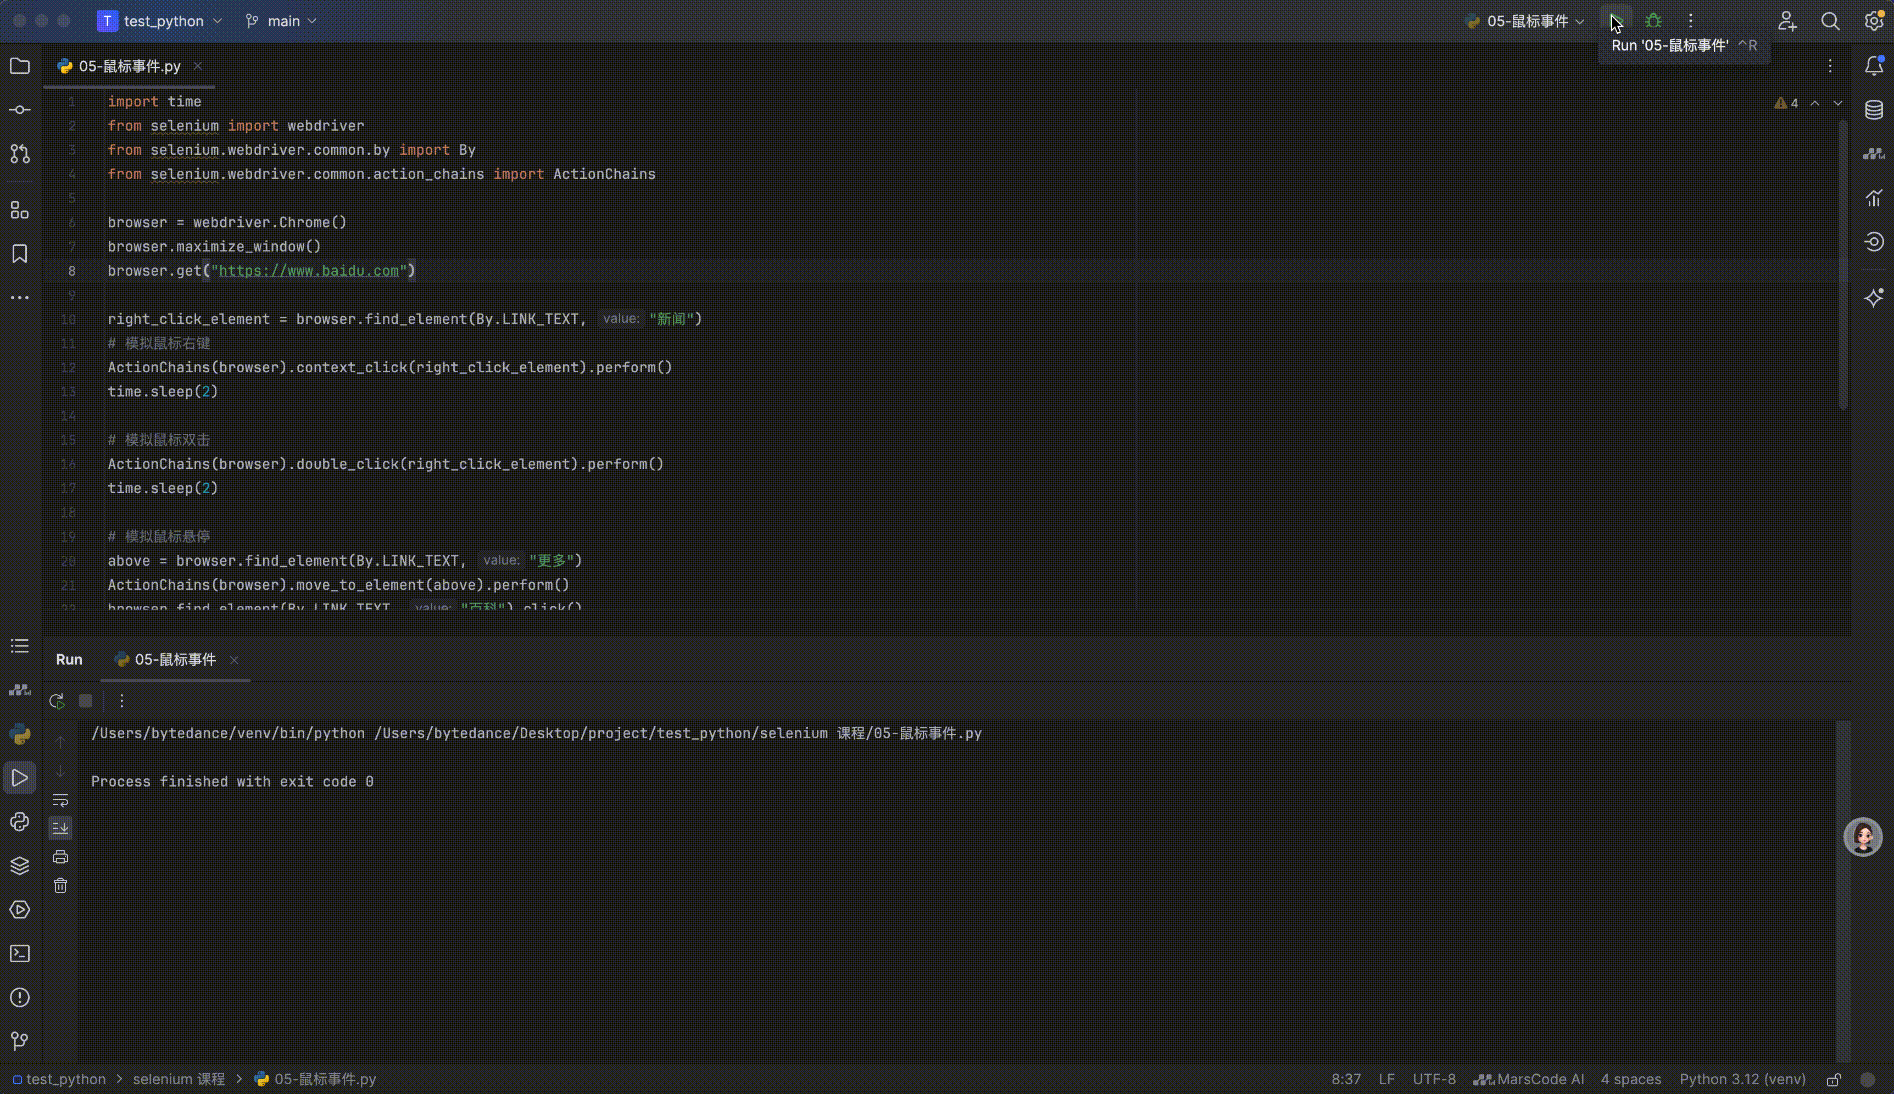 T test_python main 05-鼠标事件
Run '05-鼠标事件' ^R
05-鼠标事件.py
4
1 import time
2 from selenium import webdriver
3 from selenium.webdriver.common.by import By
4 from selenium.webdriver.common.action_chains import ActionChains
5
6 browser = webdriver.Chrome()
7 browser.maximize_window()
8 browser.get("https://www.baidu.com")
9
10 right_click_element = browser.find_element(By.LINK_TEXT, value: "新闻")
11 # 模拟鼠标右键
12 ActionChains(browser).context_click(right_click_element).perform()
13 time.sleep(2)
14
15 # 模拟鼠标双击
16 ActionChains(browser).double_click(right_click_element).perform()
17 time.sleep(2)
18
19 # 模拟鼠标悬停
20 above = browser.find_element(By.LINK_TEXT, value: "更多")
21 ActionChains(browser).move_to_element(above).perform()
22 browser.find_element(By.LINK_TEXT, value: "百科").click()
Run 05-鼠标事件
/Users/bytedance/venv/bin/python /Users/bytedance/Desktop/project/test_python/selenium 课程/05-鼠标事件.py
Process finished with exit code 0
test_python > selenium 课程 > 05-鼠标事件.py 8:37 LF UTF-8 MarsCode AI 4 spaces Python 3.12 (venv)